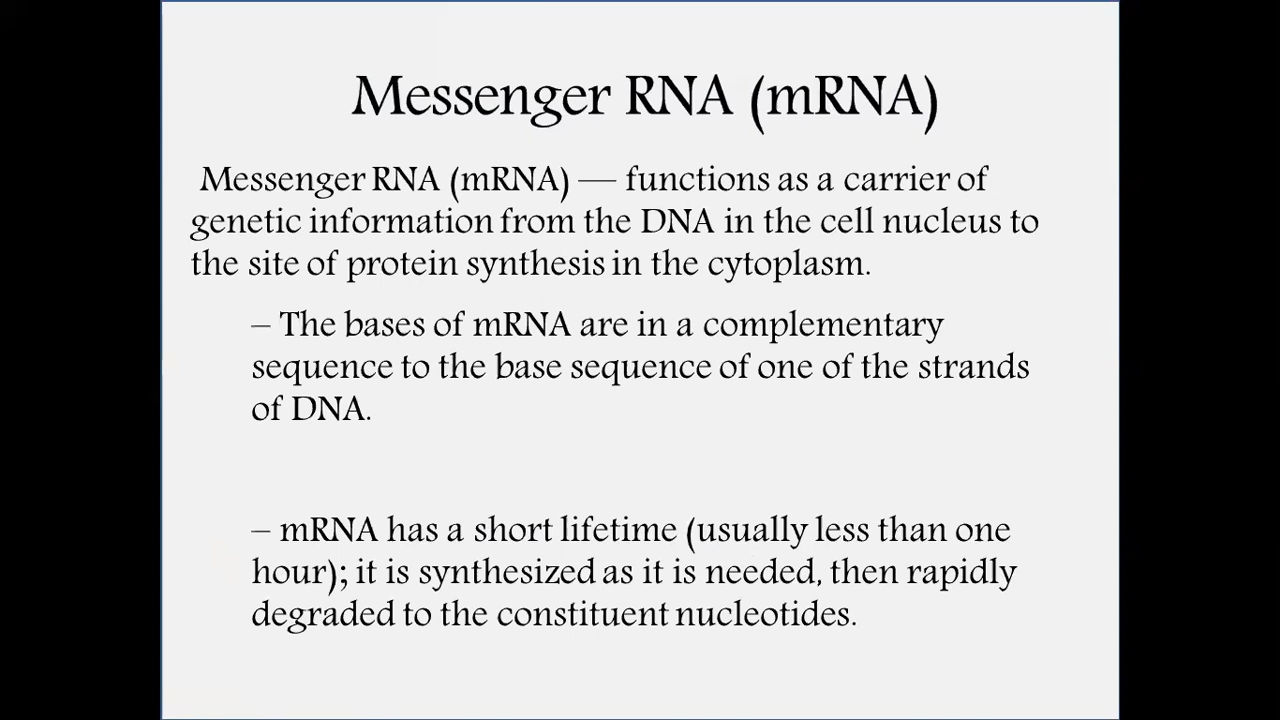 Messenger RNA (mRNA)
Messenger RNA (mRNA) — functions as a carrier of
genetic information from the DNA in the cell nucleus to
the site of protein synthesis in the cytoplasm.
– The bases of mRNA are in a complementary
sequence to the base sequence of one of the strands
of DNA.
– mRNA has a short lifetime (usually less than one
hour); it is synthesized as it is needed, then rapidly
degraded to the constituent nucleotides.